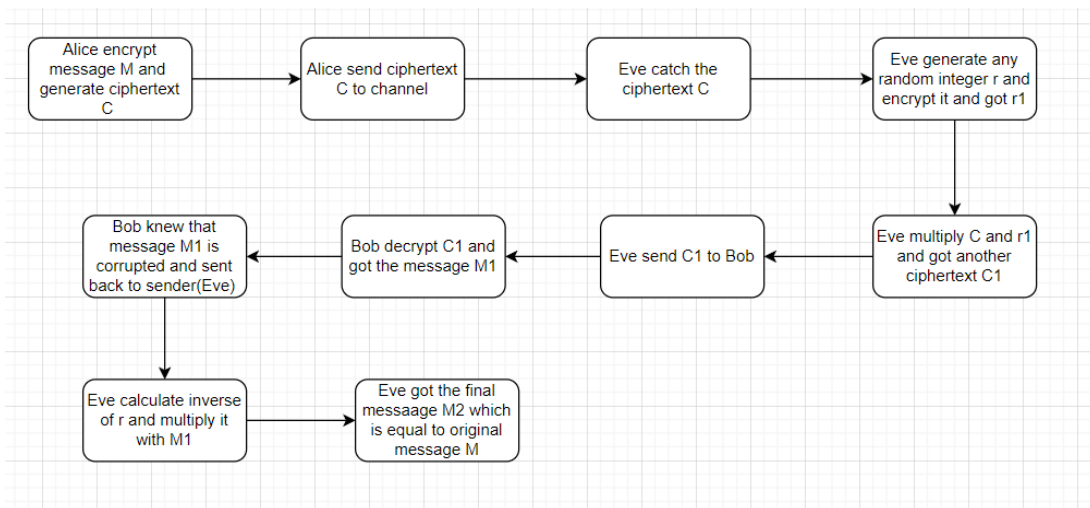 Alice encrypt
message M and
generate ciphertext
C
Alice send ciphertext
C to channel
Eve catch the
ciphertext C
Eve generate any
random integer r and
encrypt it and got r1
Eve multiply C and r1
and got another
ciphertext C1
Eve send C1 to Bob
Bob decrypt C1 and
got the message M1
Bob knew that
message M1 is
corrupted and sent
back to sender(Eve)
Eve calculate inverse
of r and multiply it
with M1
Eve got the final
messaage M2 which
is equal to original
message M